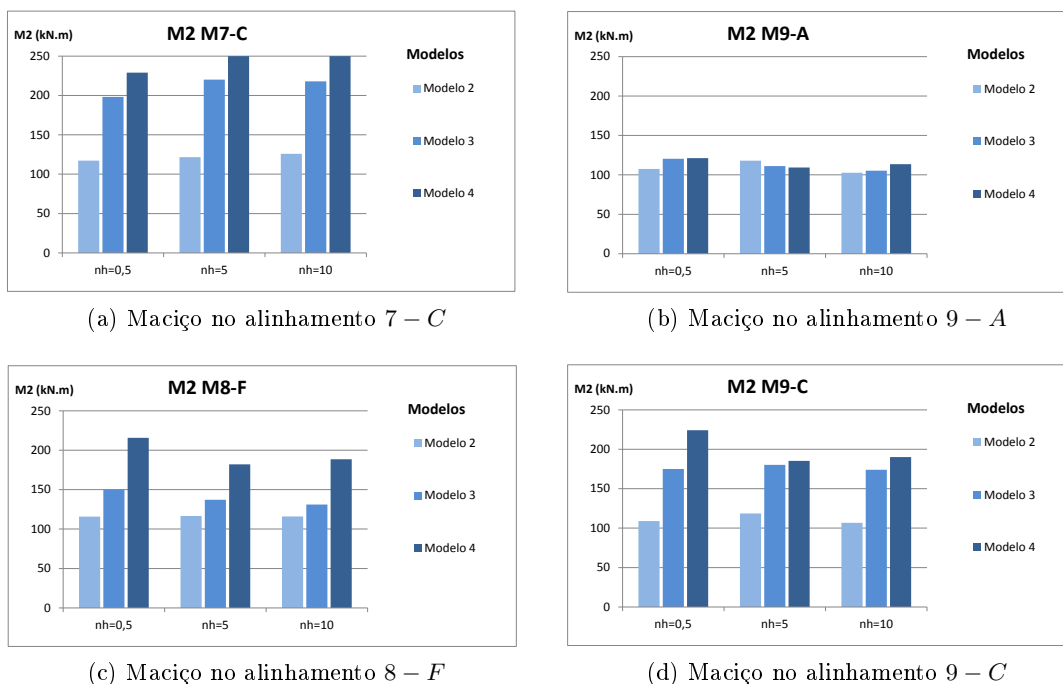 M2 (kN.m)
M2 M7-C
Modelos
250
200
150
100
50
0
nh=0,5
nh=5
nh=10
Modelo 2
Modelo 3
Modelo 4
(a) Maciço no alinhamento 7 − C
M2 (kN.m)
M2 M9-A
Modelos
250
200
150
100
50
0
nh=0,5
nh=5
nh=10
Modelo 2
Modelo 3
Modelo 4
(b) Maciço no alinhamento 9 − A
M2 (kN.m)
M2 M8-F
Modelos
250
200
150
100
50
0
nh=0,5
nh=5
nh=10
Modelo 2
Modelo 3
Modelo 4
(c) Maciço no alinhamento 8 − F
M2 (kN.m)
M2 M9-C
Modelos
250
200
150
100
50
0
nh=0,5
nh=5
nh=10
Modelo 2
Modelo 3
Modelo 4
(d) Maciço no alinhamento 9 − C